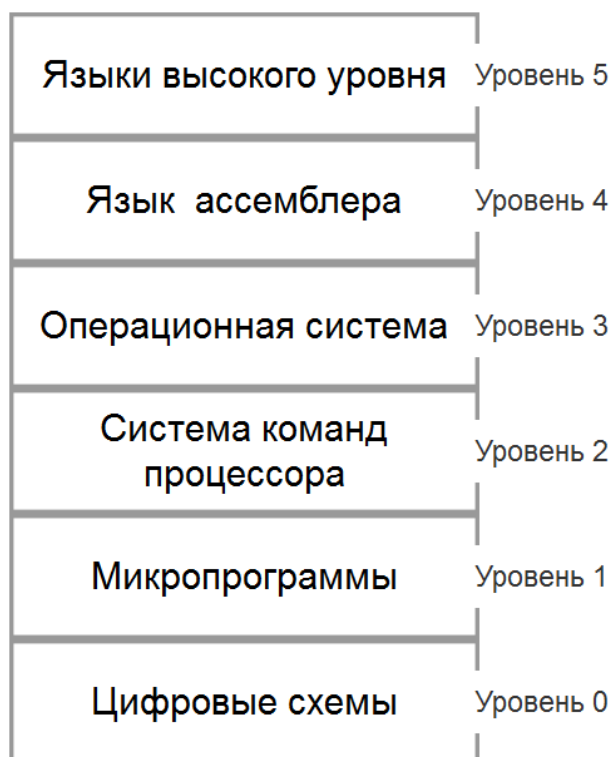 Языки высокого уровня Уровень 5
Язык ассемблера Уровень 4
Операционная система Уровень 3
Система команд
процессора Уровень 2
Микропрограммы Уровень 1
Цифровые схемы Уровень 0